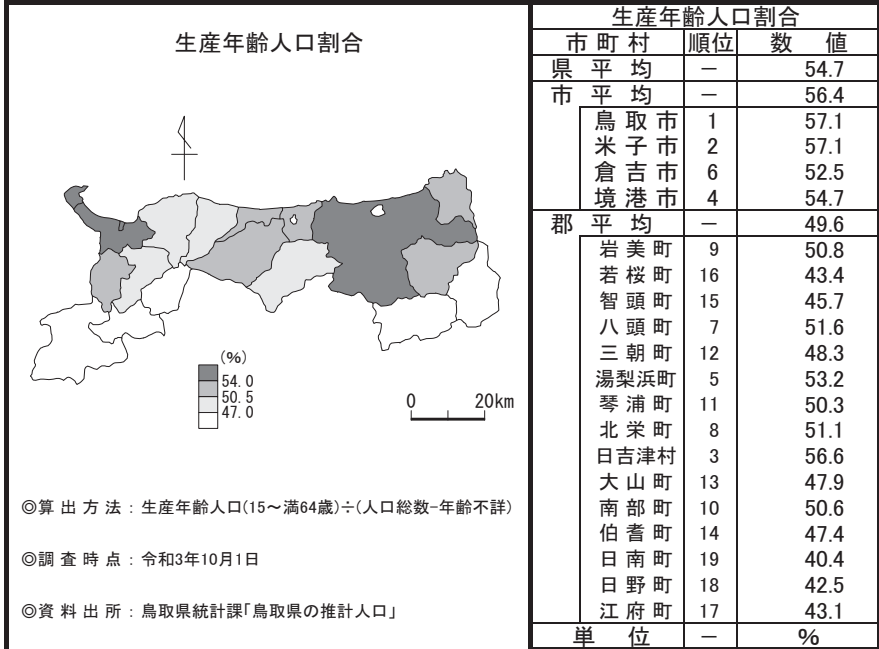 生産年齢人口割合
(%)
54.0
50.5
47.0
0 20km
◎算出方法：生産年齢人口(15～満64歳)÷(人口総数-年齢不詳)
◎調査時点：令和3年10月1日
◎資料出所：鳥取県統計課「鳥取県の推計人口」
生産年齢人口割合
市町村 順位 数値
県平均 － 54.7
市平均 － 56.4
鳥取市 1 57.1
米子市 2 57.1
倉吉市 6 52.5
境港市 4 54.7
郡平均 － 49.6
岩美町 9 50.8
若桜町 16 43.4
智頭町 15 45.7
八頭町 7 51.6
三朝町 12 48.3
湯梨浜町 5 53.2
琴浦町 11 50.3
北栄町 8 51.1
日吉津村 3 56.6
大山町 13 47.9
南部町 10 50.6
伯耆町 14 47.4
日南町 19 40.4
日野町 18 42.5
江府町 17 43.1
単位 － %